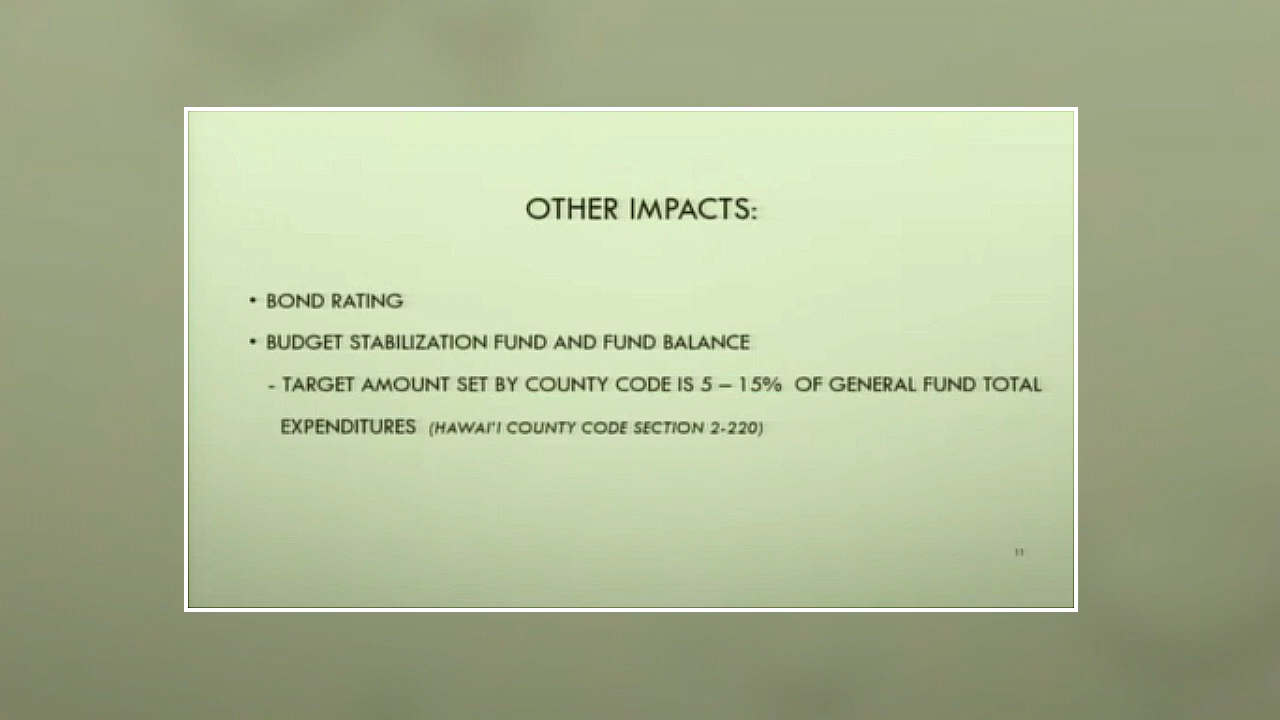 OTHER IMPACTS:
• BOND RATING
• BUDGET STABILIZATION FUND AND FUND BALANCE
- TARGET AMOUNT SET BY COUNTY CODE IS 5 – 15% OF GENERAL FUND TOTAL
EXPENDITURES (HAWAI'I COUNTY CODE SECTION 2-220)
11